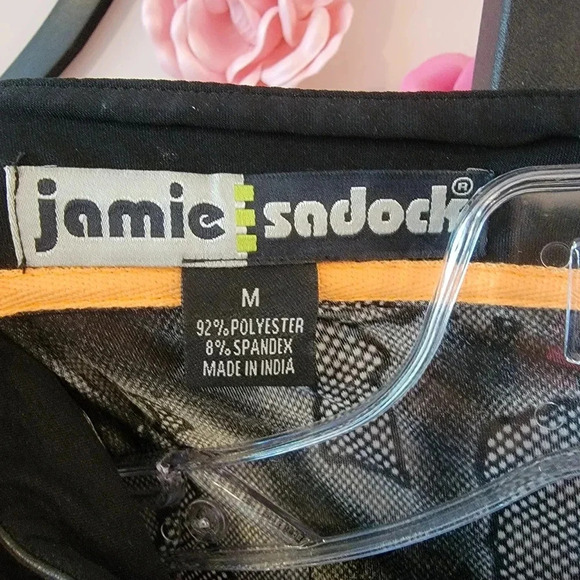 jamie sadock®
M
92% POLYESTER
8% SPANDEX
MADE IN INDIA